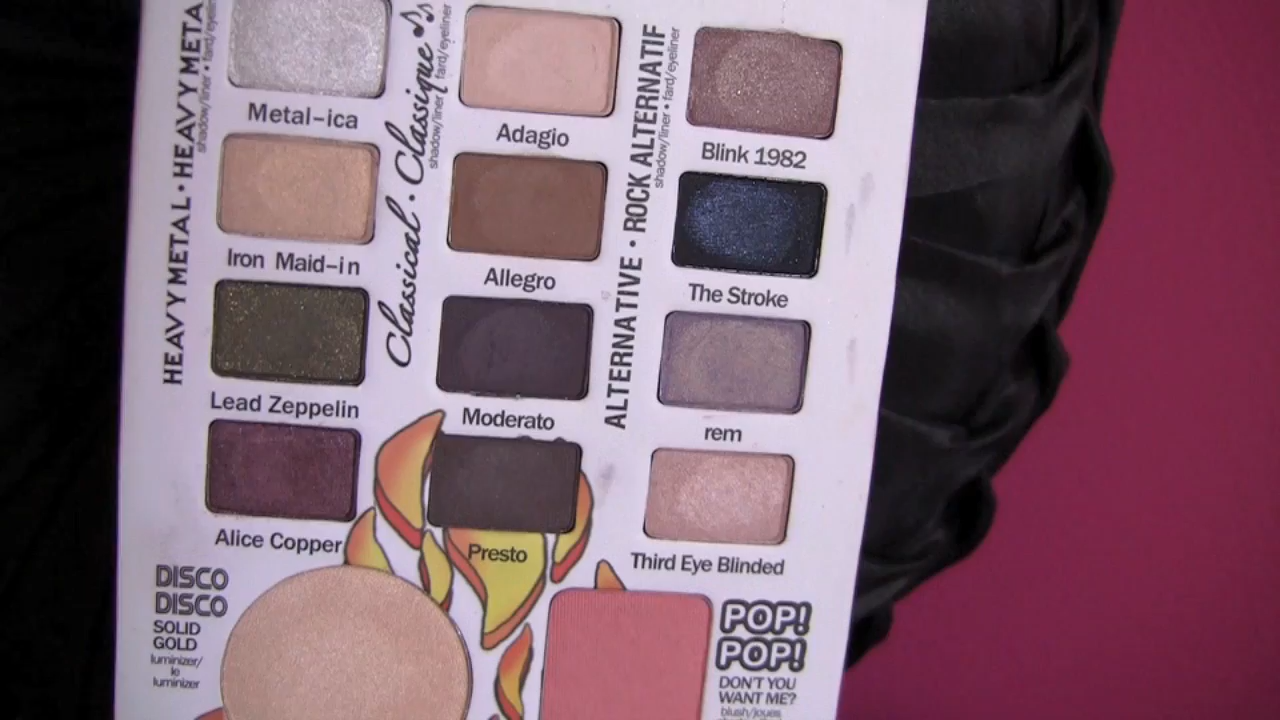 HEAVY METAL • HEAVY META
shadow/liner • fard/eyeliner
Metal-ica
Iron Maid-in
Lead Zeppelin
Alice Copper
Classical • Classique
shadow/liner fard/eyeliner
Adagio
Allegro
Moderato
Presto
ALTERNATIVE • ROCK ALTERNATIF
shadow/liner • fard/eyeliner
Blink 1982
The Stroke
rem
Third Eye Blinded
DISCO
DISCO
SOLID
GOLD
luminizer/
le
luminizer
POP!
POP!
DON'T YOU
WANT ME?
blush/joues